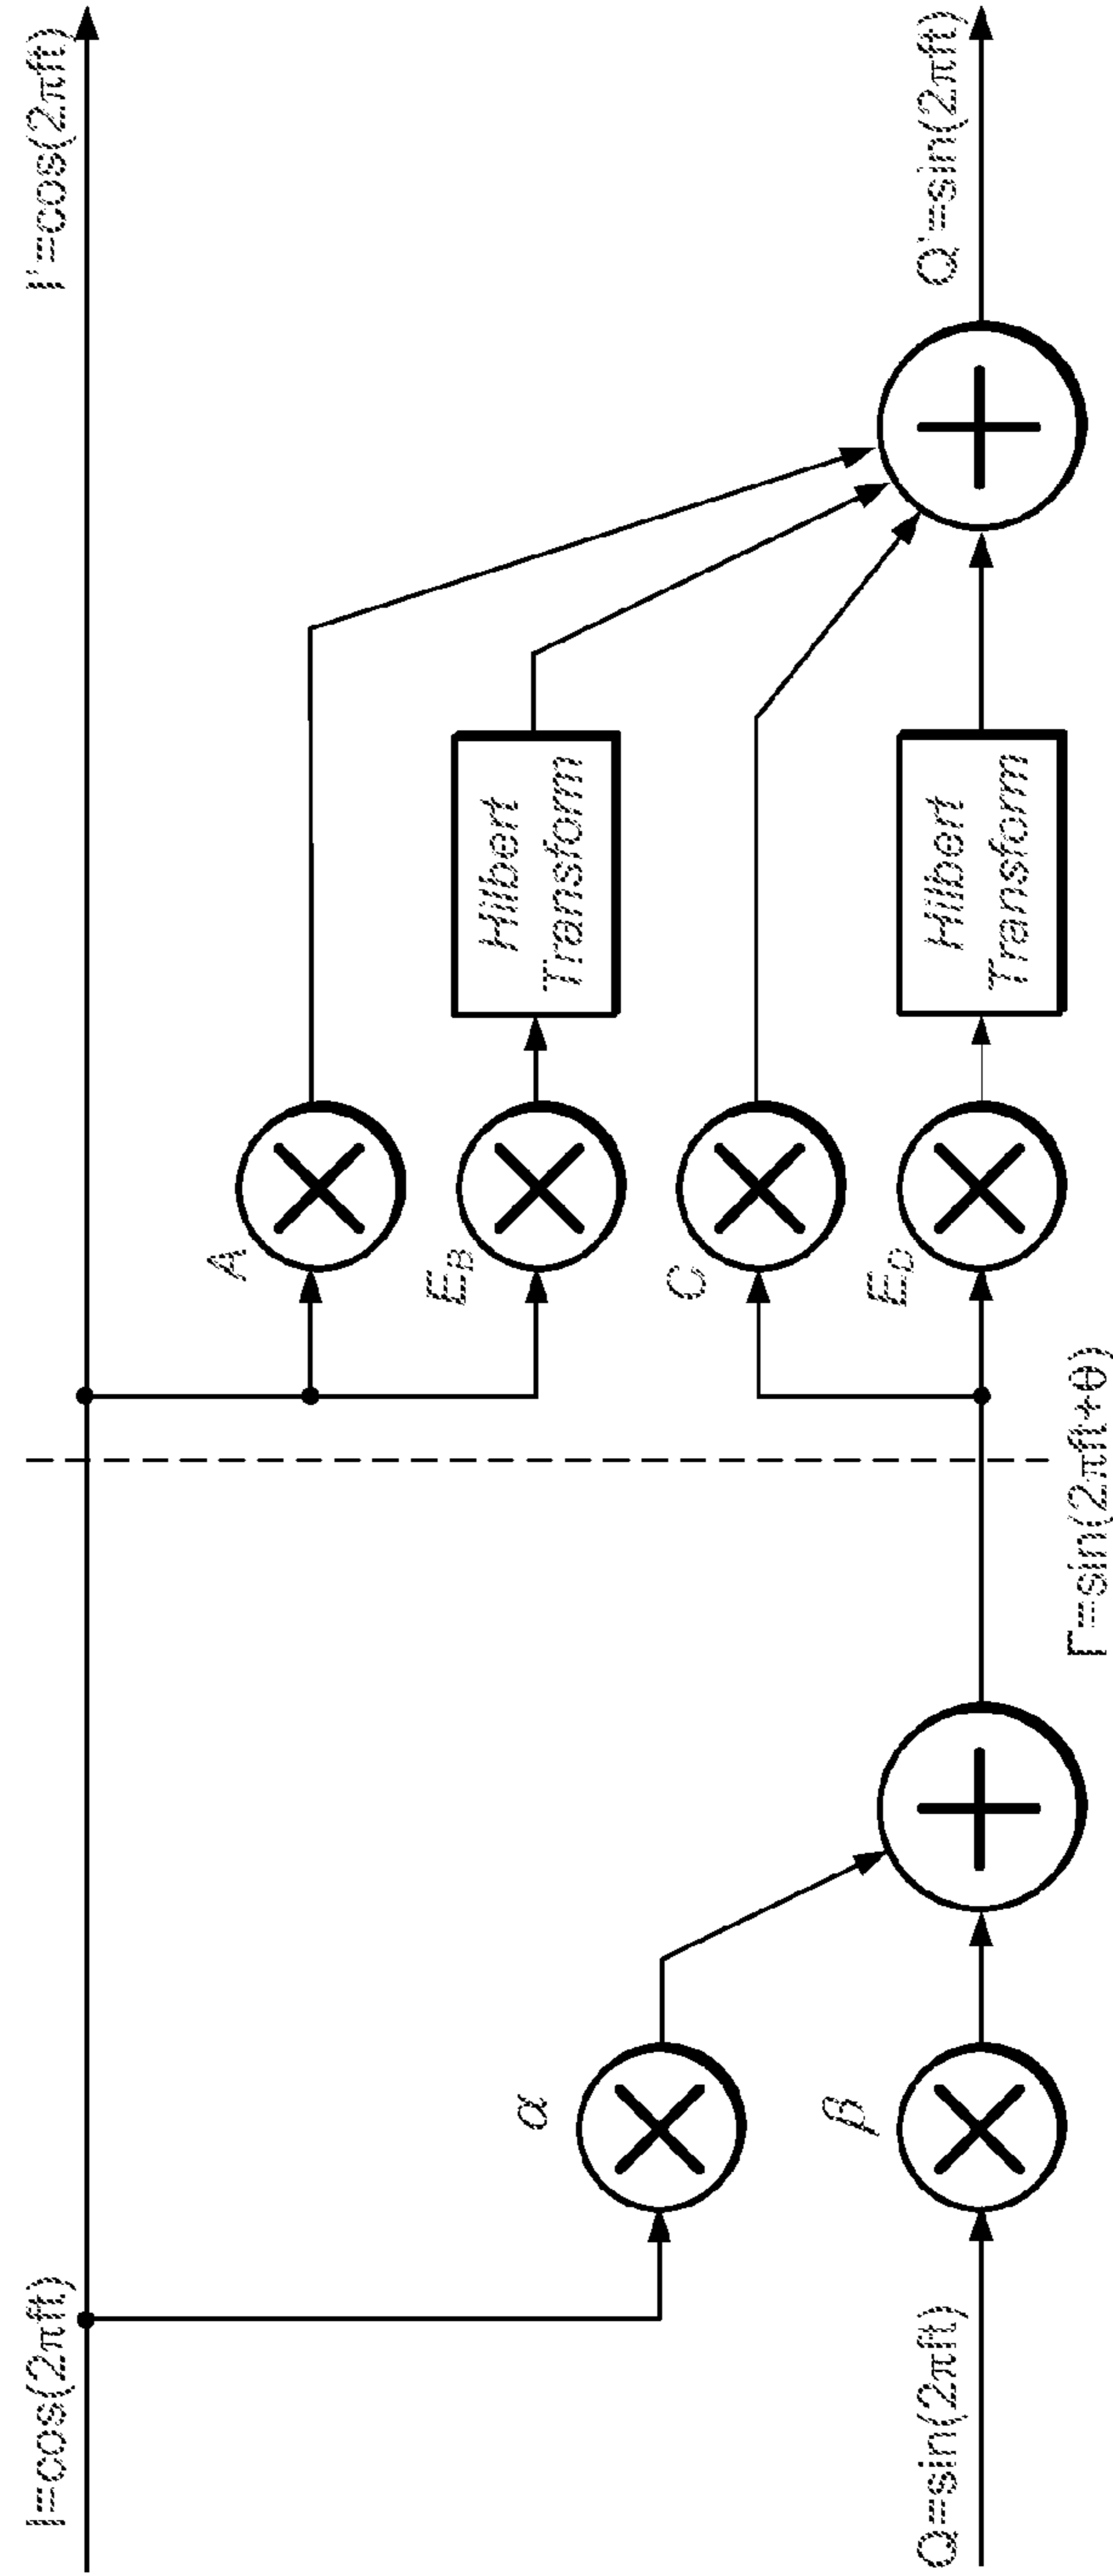 I=cos(2πft)
I'=cos(2πft)
A
E_B
Hilbert
Transform
α
C
β
E_D
Hilbert
Transform
Q=sin(2πft)
Q'=sin(2πft)
Γ=sin(2πft+θ)